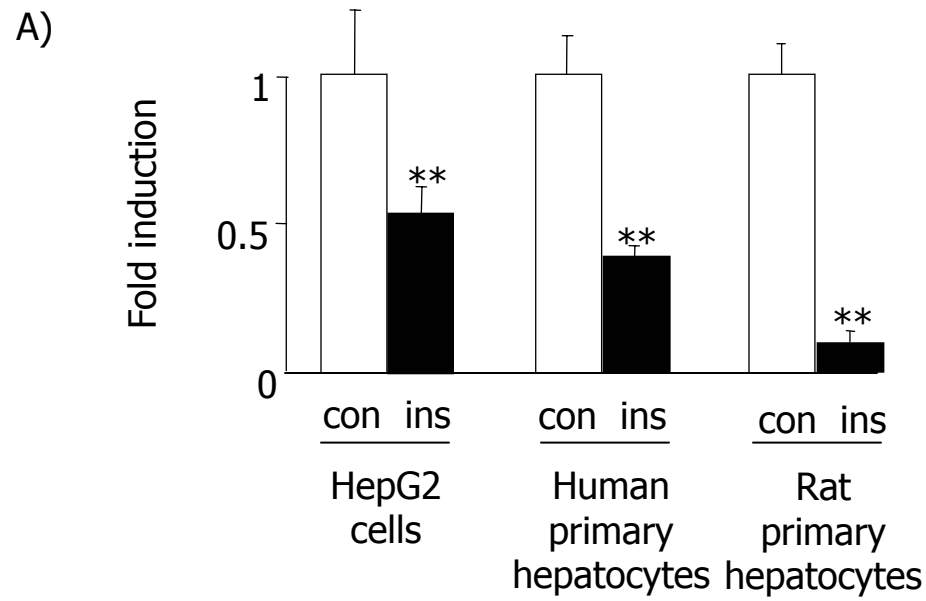 A)
Fold induction
1
0.5
0
**
**
**
con ins
con ins
con ins
HepG2
cells
Human
primary
hepatocytes
Rat
primary
hepatocytes